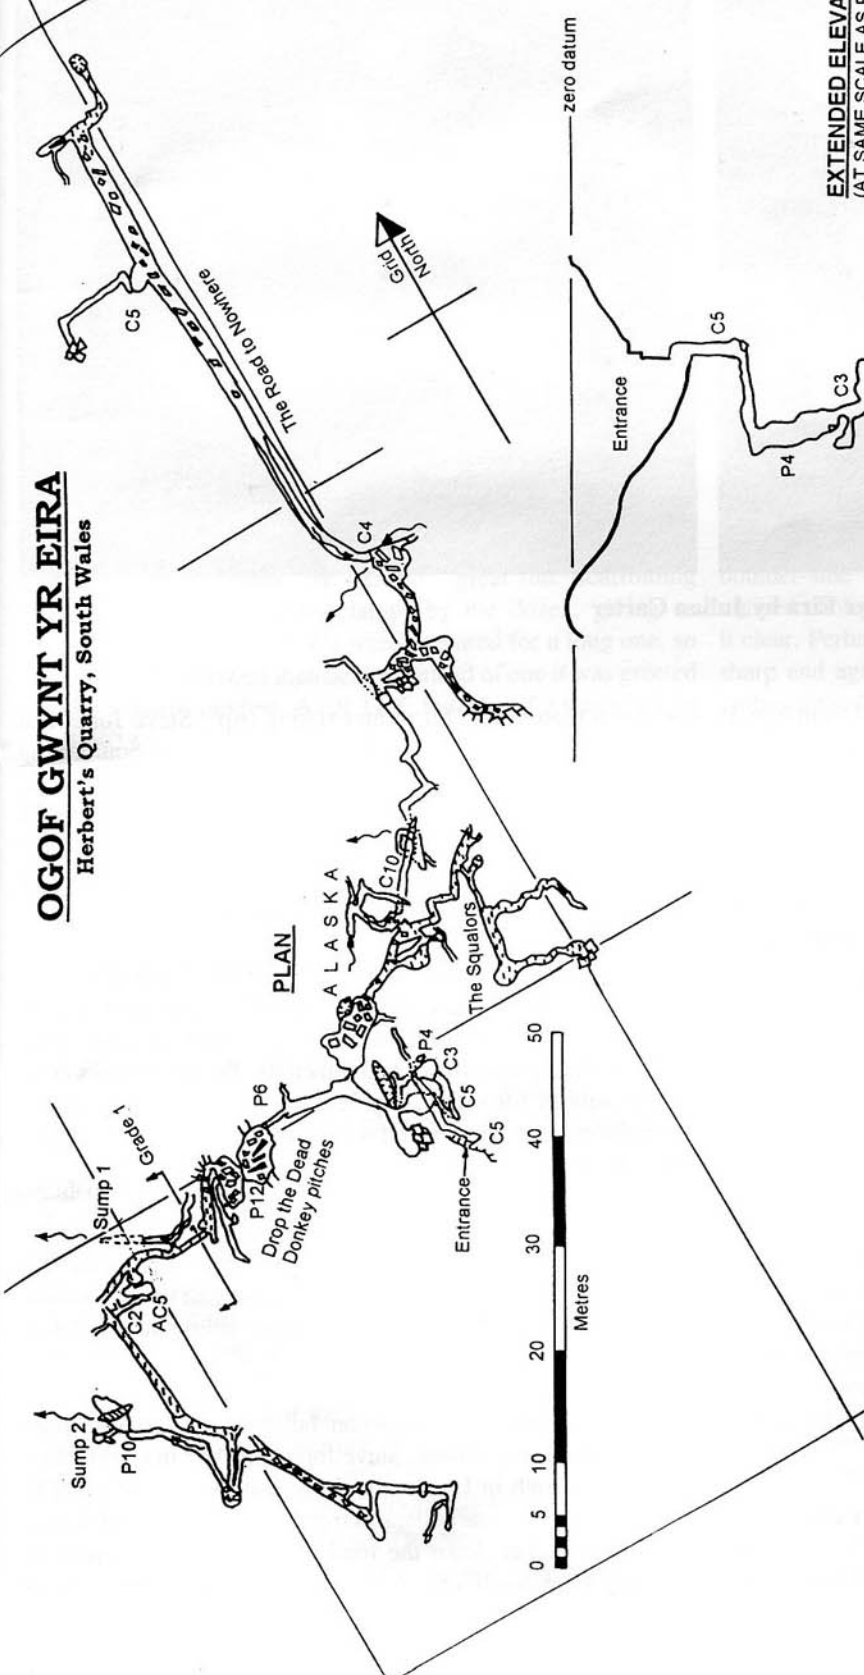 OGOF GWYNT YR EIRA
Herbert's Quarry, South Wales
PLAN
ALASKA
Sump 2
P10
C2
AC5
Sump 1
Grade 1
P12
P6
Drop the Dead
Donkey pitches
Entrance
C5
C5
C3
P4
The Squalors
C10
C4
The Road to Nowhere
C5
Grid
North
0 5 10 20 30 40 50
Metres
EXTENDED ELEVA
(AT SAME SCALE AS
zero datum
Entrance
C5
P4
C3